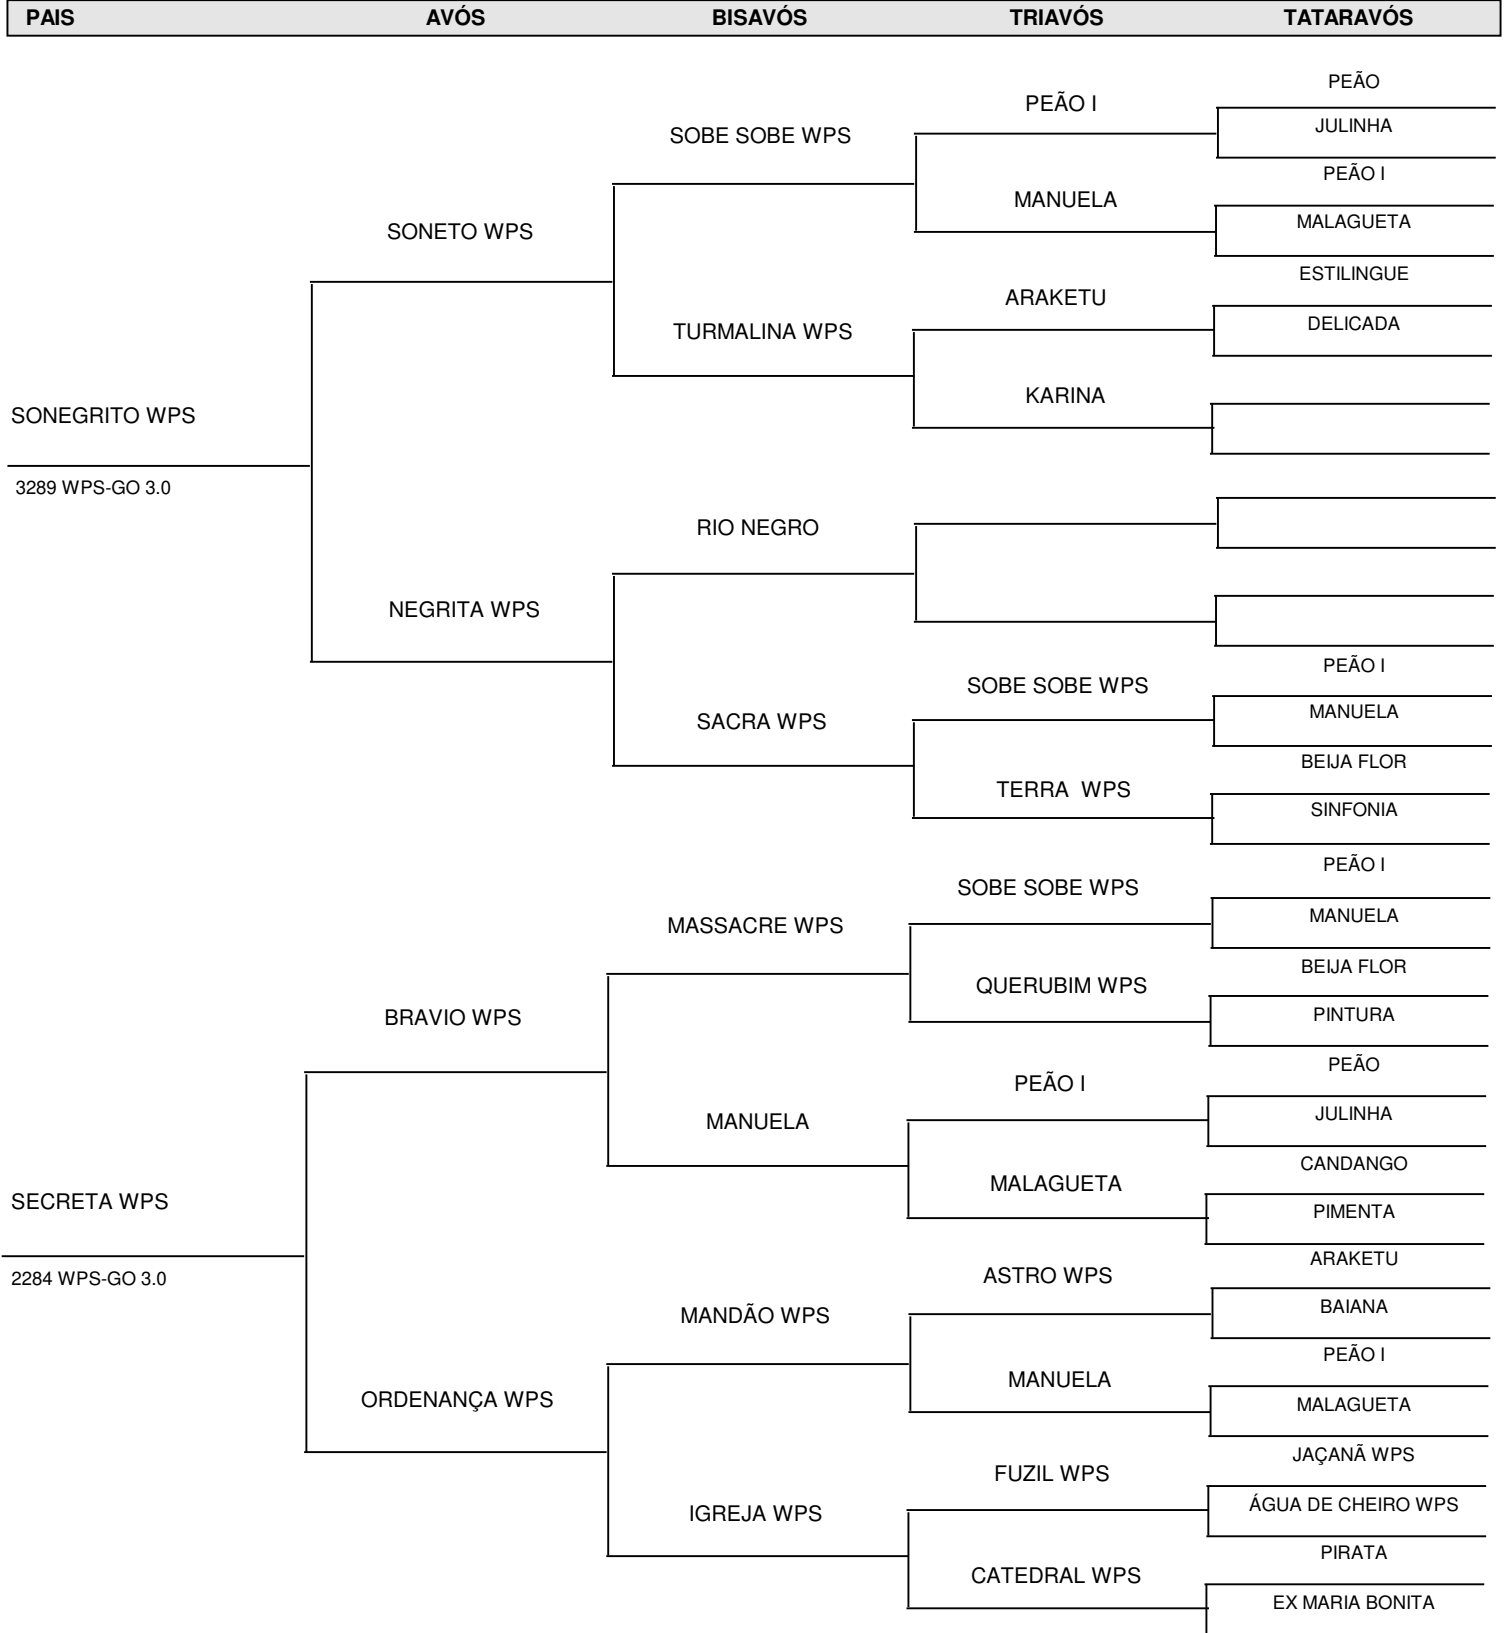 PAIS AVÓS BISAVÓS TRIAVÓS TATARAVÓS
PEÃO
PEÃO I
JULINHA
SOBE SOBE WPS
PEÃO I
MANUELA
MALAGUETA
SONETO WPS
ESTILINGUE
ARAKETU
DELICADA
TURMALINA WPS
KARINA
SONEGRITO WPS
3289 WPS-GO 3.0
RIO NEGRO
NEGRITA WPS
PEÃO I
SOBE SOBE WPS
MANUELA
SACRA WPS
BEIJA FLOR
TERRA WPS
SINFONIA
PEÃO I
SOBE SOBE WPS
MANUELA
MASSACRE WPS
BEIJA FLOR
QUERUBIM WPS
PINTURA
BRAVIO WPS
PEÃO
PEÃO I
JULINHA
MANUELA
CANDANGO
MALAGUETA
PIMENTA
SECRETA WPS
2284 WPS-GO 3.0
ARAKETU
ASTRO WPS
BAIANA
MANDÃO WPS
PEÃO I
MANUELA
MALAGUETA
ORDENANÇA WPS
JAÇANÃ WPS
FUZIL WPS
ÁGUA DE CHEIRO WPS
IGREJA WPS
PIRATA
CATEDRAL WPS
EX MARIA BONITA